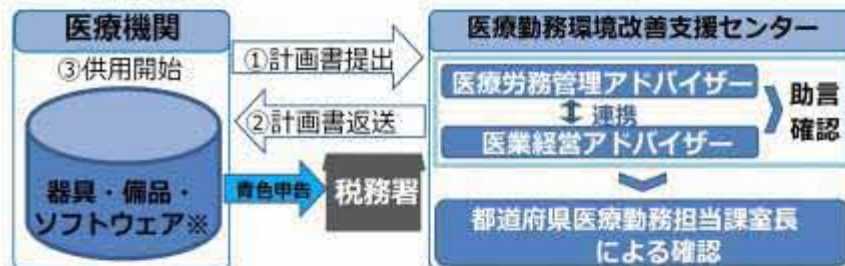 医療機関
③供用開始
器具・備品・
ソフトウェア※
①計画書提出
②計画書返送
青色申告
税務署
医療勤務環境改善支援センター
医療労務管理アドバイザー
連携
医業経営アドバイザー
助言
確認
都道府県医療勤務担当課室長
による確認